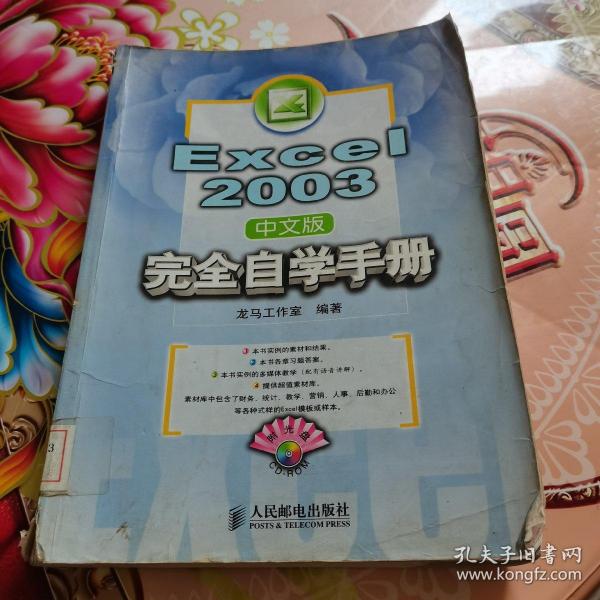 Excel
2003
中文版
完全自学手册
龙马工作室 编著
1 本书实例的素材和结果。
2 本书各章习题答案。
3 本书实例的多媒体教学（配有语音讲解）。
4 提供超值素材库。
素材库中包含了财务、统计、教学、营销、人事、后勤和办公
等各种式样的Excel模板或样本。
附光盘
CD-ROM
3
人民邮电出版社
POSTS & TELECOM PRESS
EXCEL
孔夫子旧书网
www.kongfz.com